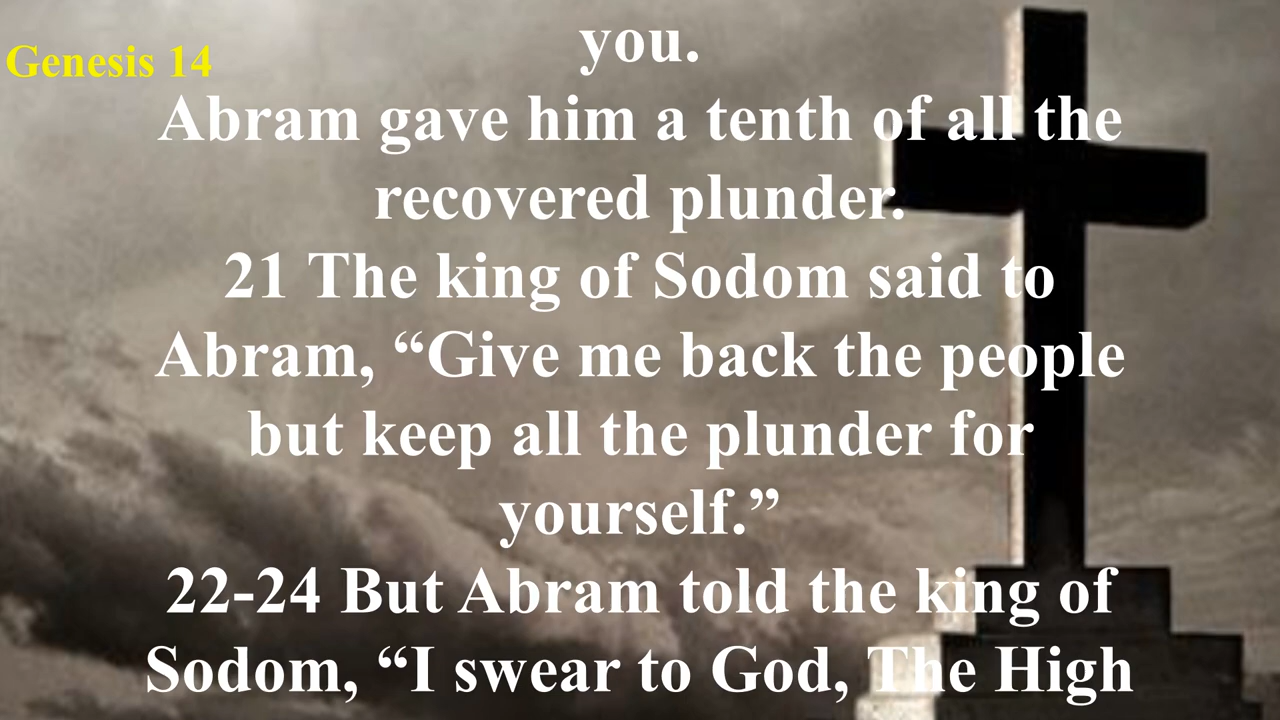 Genesis 14
you.
Abram gave him a tenth of all the
recovered plunder.
21 The king of Sodom said to
Abram, “Give me back the people
but keep all the plunder for
yourself.”
22-24 But Abram told the king of
Sodom, “I swear to God, The High